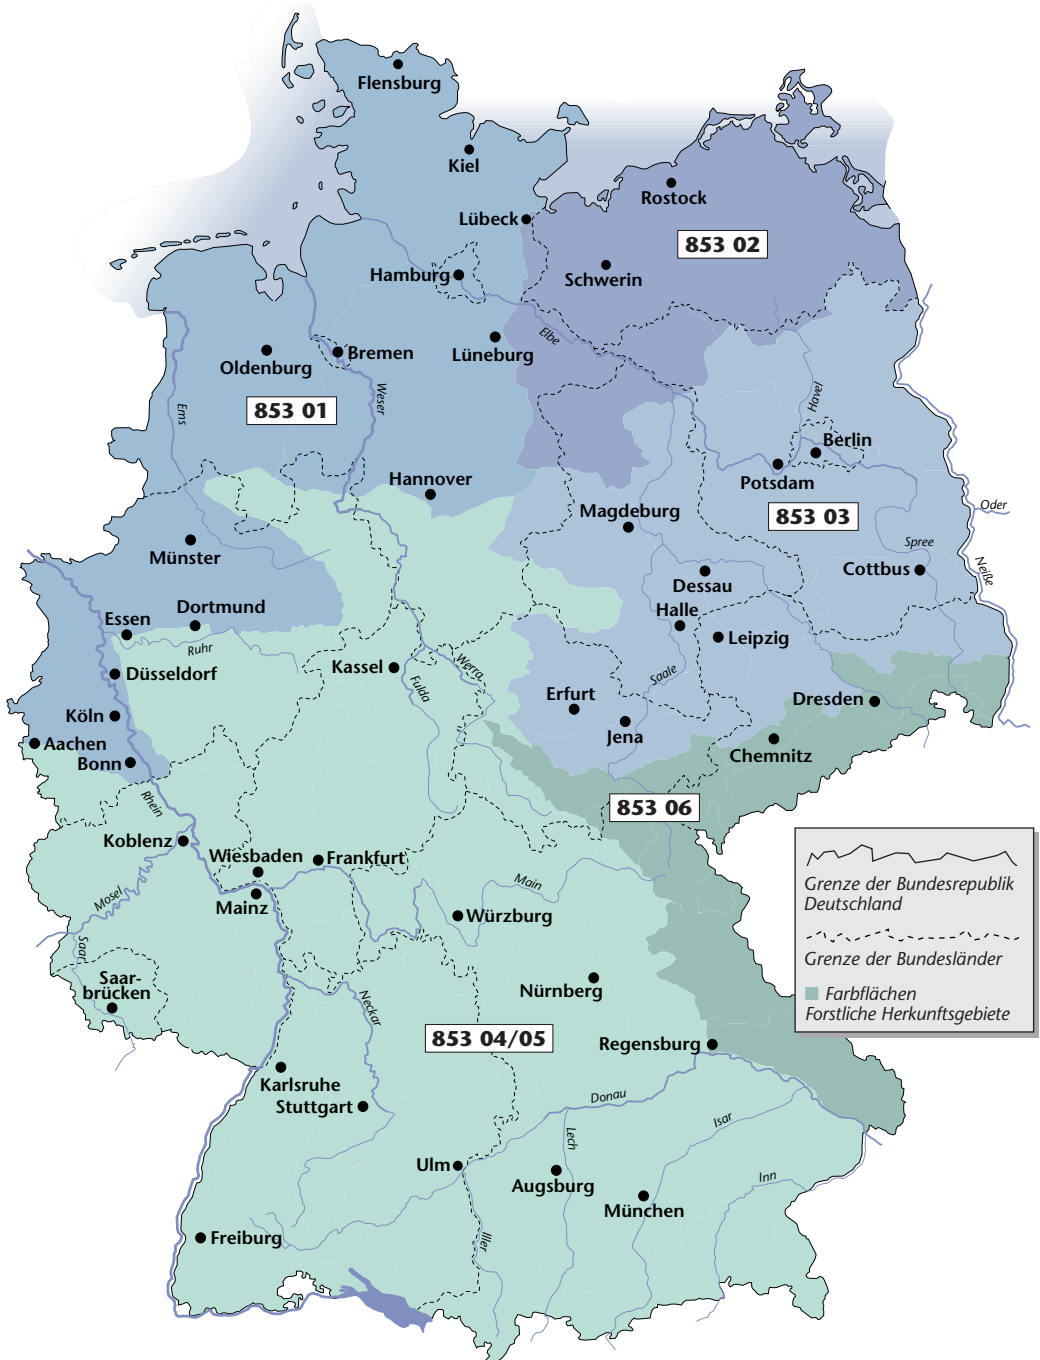 Flensburg
Kiel
Rostock
Lübeck
853 02
Hamburg
Schwerin
Elbe
Oldenburg
Bremen
Lüneburg
Weser
Ems
853 01
Havel
Berlin
Potsdam
Hannover
Magdeburg
853 03
Oder
Spree
Neiße
Münster
Dessau
Cottbus
Essen
Dortmund
Halle
Leipzig
Ruhr
Düsseldorf
Kassel
Werra
Fulda
Saale
Erfurt
Dresden
Köln
Jena
Aachen
Bonn
Chemnitz
Rhein
853 06
Koblenz
Wiesbaden
Frankfurt
Mosel
Mainz
Main
Würzburg
Saar
Saar-
brücken
Nürnberg
Neckar
853 04/05
Regensburg
Karlsruhe
Stuttgart
Donau
Isar
Lech
Ulm
Augsburg
Inn
München
Freiburg
Iller
Grenze der Bundesrepublik
Deutschland
Grenze der Bundesländer
Farbflächen
Forstliche Herkunftsgebiete